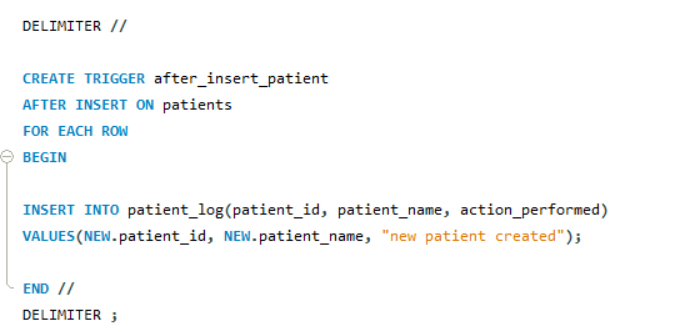 DELIMITER //
CREATE TRIGGER after_insert_patient
AFTER INSERT ON patients
FOR EACH ROW
BEGIN
INSERT INTO patient_log(patient_id, patient_name, action_performed)
VALUES(NEW.patient_id, NEW.patient_name, "new patient created");
END //
DELIMITER ;